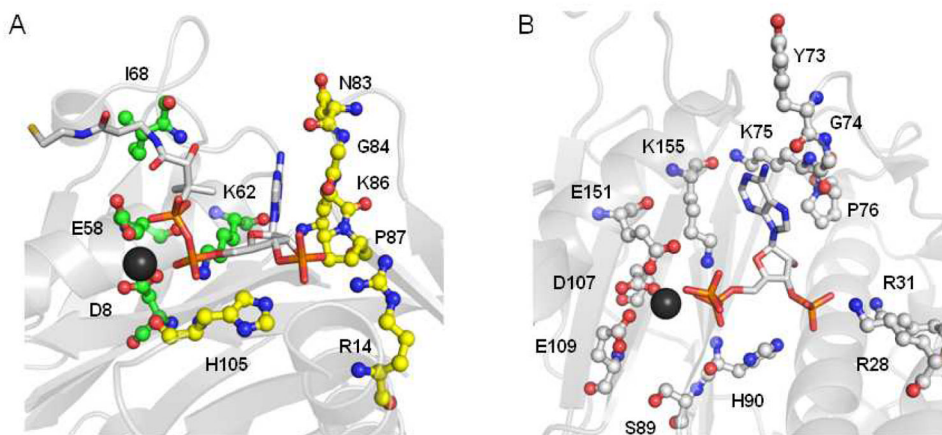 A
I68
N83
G84
K62
K86
E58
P87
D8
H105
R14
B
Y73
G74
K155
K75
E151
P76
D107
R31
E109
R28
H90
S89